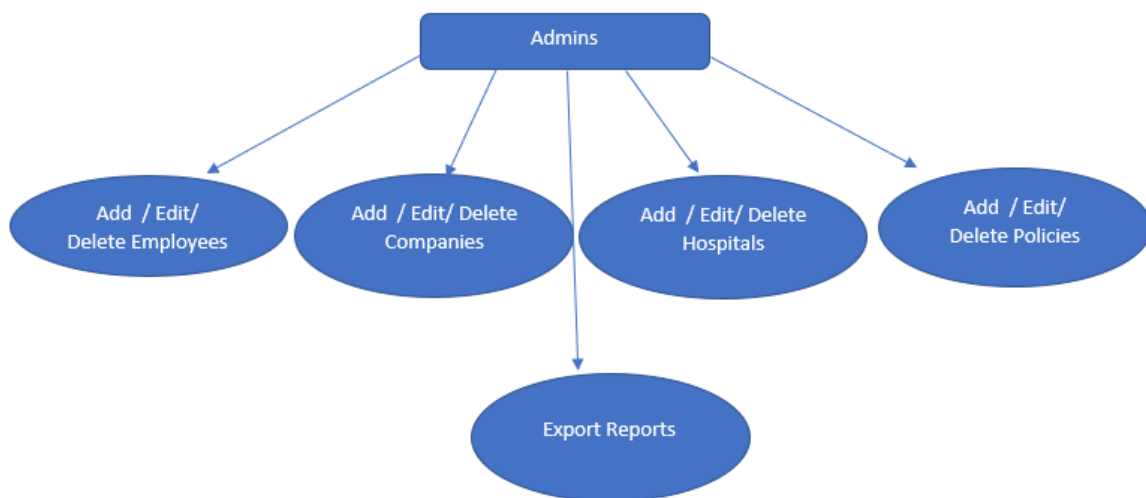 Admins
Add / Edit/
Delete Employees
Add / Edit/ Delete
Companies
Add / Edit/ Delete
Hospitals
Add / Edit/
Delete Policies
Export Reports